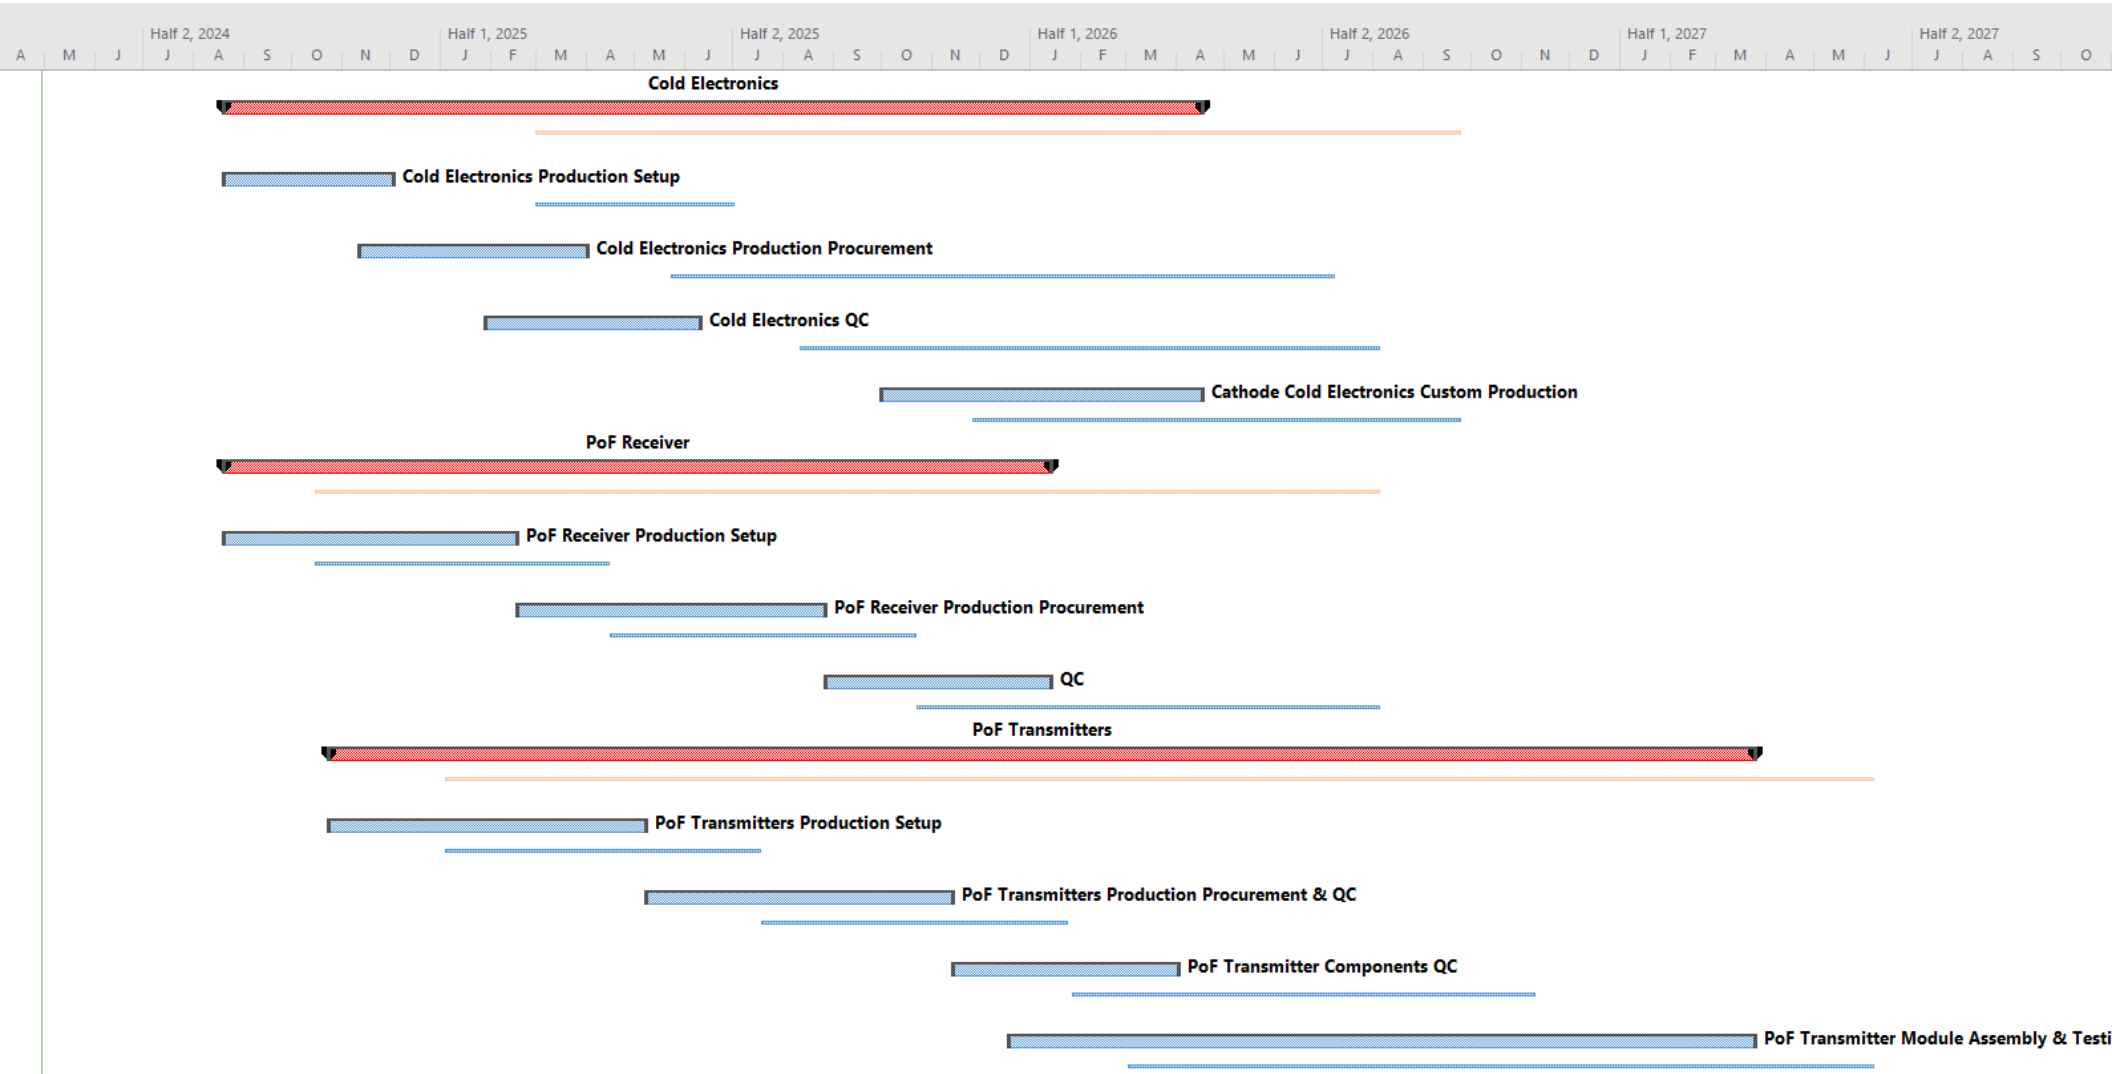 Half 2, 2024 Half 1, 2025 Half 2, 2025 Half 1, 2026 Half 2, 2026 Half 1, 2027 Half 2, 2027
A M J J A S O N D J F M A M J J A S O N D J F M A M J J A S O N D J F M A M J J A S O
Cold Electronics
Cold Electronics Production Setup
Cold Electronics Production Procurement
Cold Electronics QC
Cathode Cold Electronics Custom Production
PoF Receiver
PoF Receiver Production Setup
PoF Receiver Production Procurement
QC
PoF Transmitters
PoF Transmitters Production Setup
PoF Transmitters Production Procurement & QC
PoF Transmitter Components QC
PoF Transmitter Module Assembly & Testi